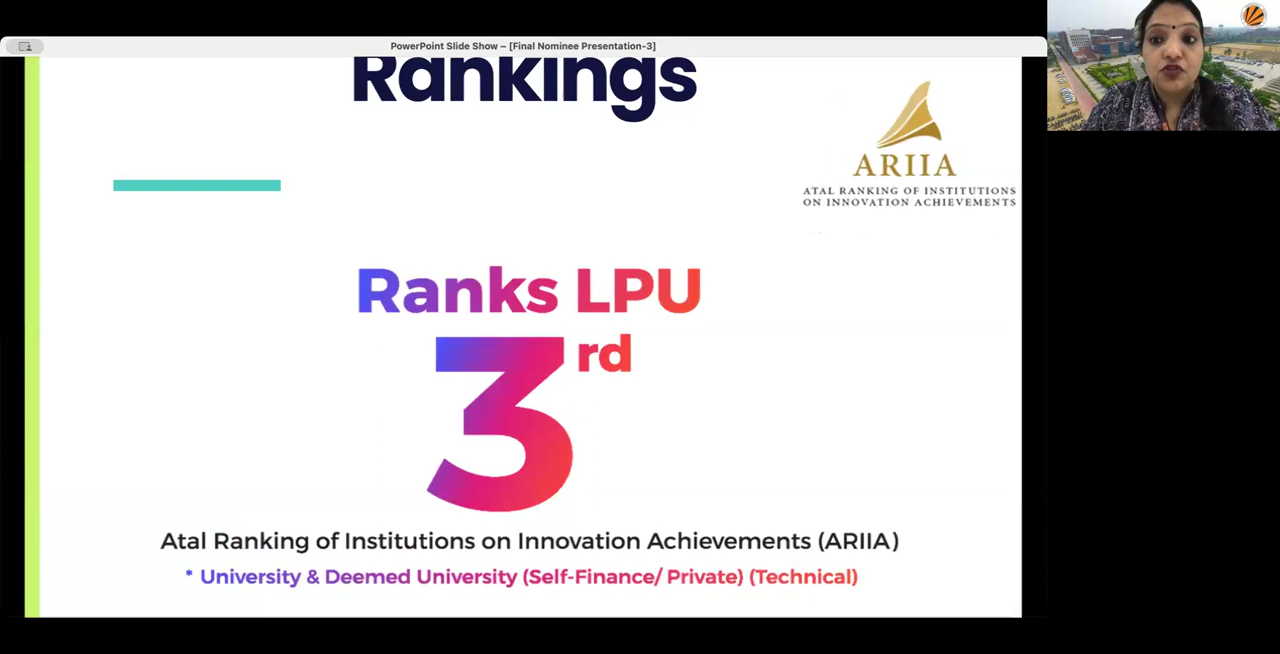 PowerPoint Slide Show – [Final Nominee Presentation-3]
Rankings
ARIIA
ATAL RANKING OF INSTITUTIONS
ON INNOVATION ACHIEVEMENTS
Ranks LPU
3rd
Atal Ranking of Institutions on Innovation Achievements (ARIIA)
* University & Deemed University (Self-Finance/ Private) (Technical)